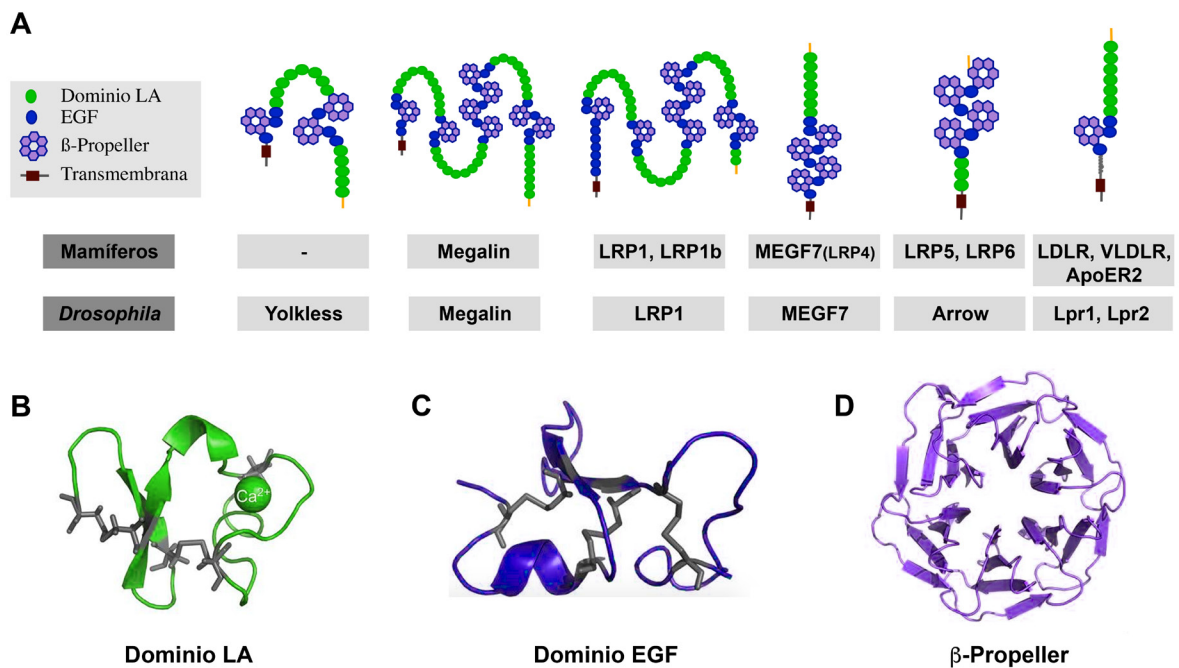 A
Dominio LA
EGF
ß-Propeller
Transmembrana
Mamíferos
-
Megalin
LRP1, LRP1b
MEGF7(LRP4)
LRP5, LRP6
LDLR, VLDLR,
ApoER2
Drosophila
Yolkless
Megalin
LRP1
MEGF7
Arrow
Lpr1, Lpr2
B
Ca2+
Dominio LA
C
Dominio EGF
D
β-Propeller